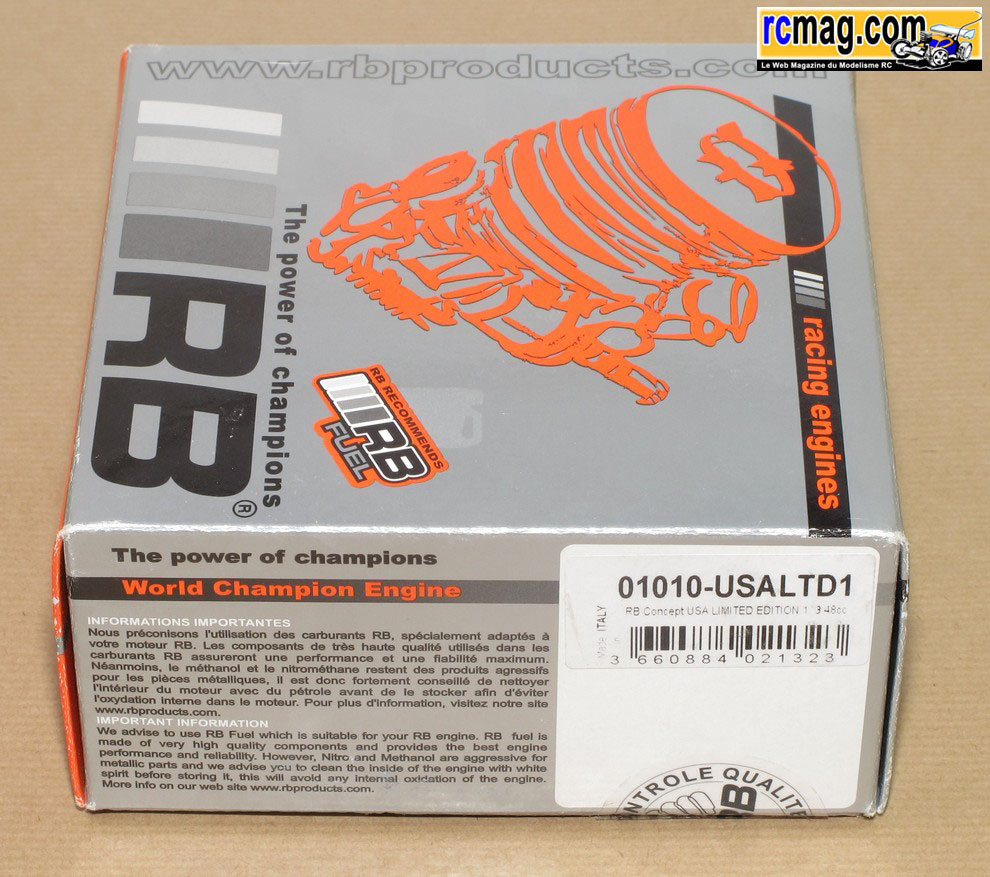 rcmag.com
Le Web Magazine du Modelisme RC
www.rbproducts.com
RB®
The power of champions
racing engines
RB RECOMMENDS
RB
FUEL
The power of champions
World Champion Engine
INFORMATIONS IMPORTANTES
Nous préconisons l'utilisation des carburants RB, spécialement adaptés à
votre moteur RB. Les composants de très haute qualité utilisés dans les
carburants RB assureront une performance et une fiabilité maximum.
Néanmoins, le méthanol et le nitrométhane restent des produits agressifs
pour les pièces métalliques, il est donc fortement conseillé de nettoyer
l'intérieur du moteur avec du pétrole avant de le stocker afin d'éviter
l'oxydation interne dans le moteur. Pour plus d'information, visitez notre site
www.rbproducts.com.
IMPORTANT INFORMATION
We advise to use RB Fuel which is suitable for your RB engine. RB fuel is
made of very high quality components and provides the best engine
performance and reliability. However, Nitro and Methanol are aggressive for
metallic parts and we advise you to clean the inside of the engine with white
spirit before storing it, this will avoid any internal oxidation of the engine.
More info on our web site www.rbproducts.com.
01010-USALTD1
RB Concept USA LIMITED EDITION 3.48cc
ITALY
3 660884 021323
CONTROLE QUALITE